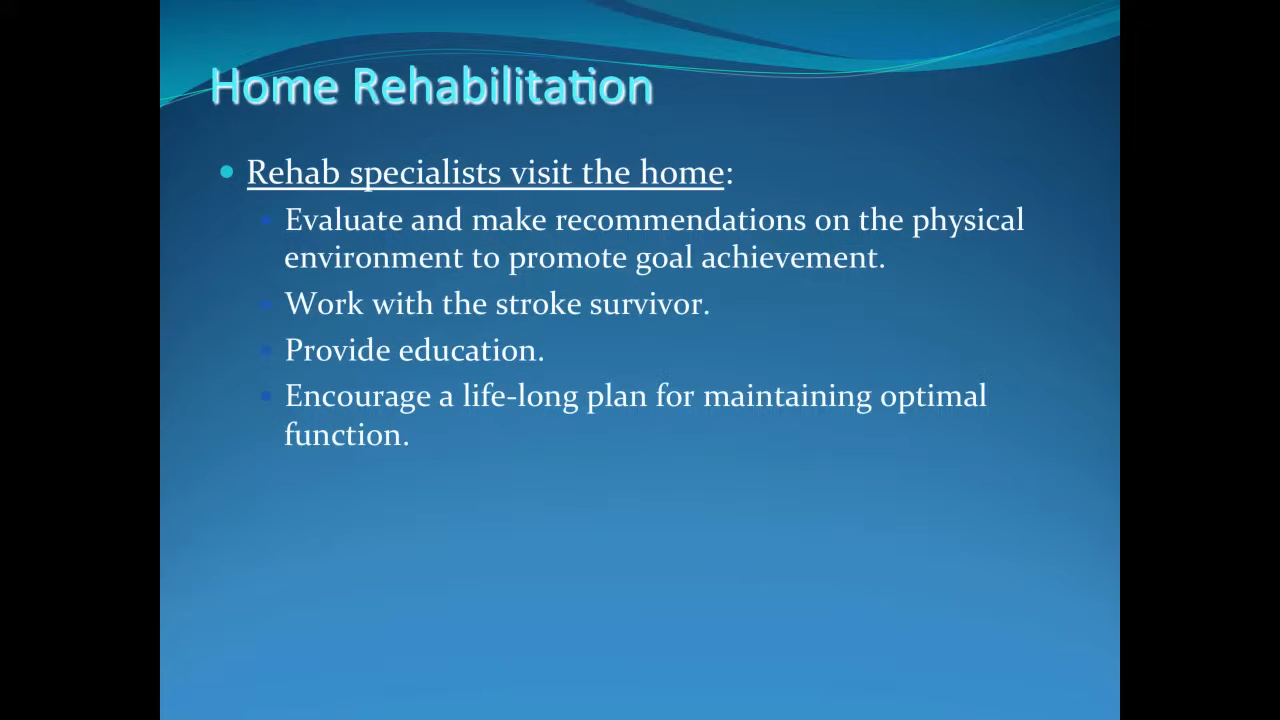 Home Rehabilitation
• Rehab specialists visit the home:
• Evaluate and make recommendations on the physical
environment to promote goal achievement.
• Work with the stroke survivor.
• Provide education.
• Encourage a life-long plan for maintaining optimal
function.